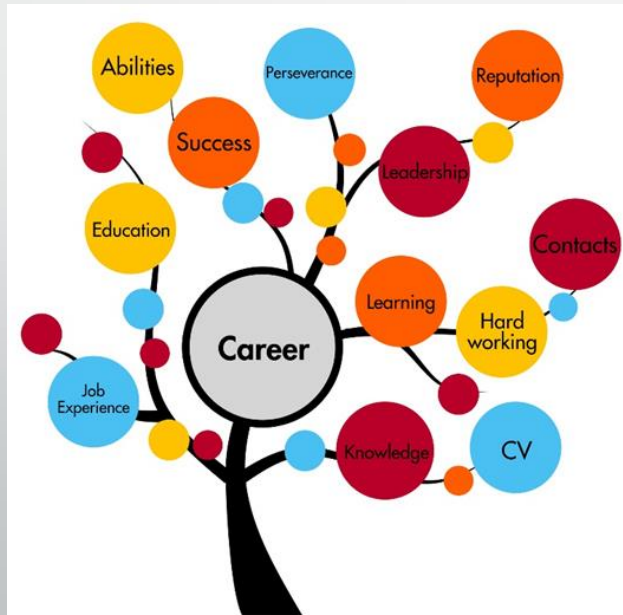 Abilities
Perseverance
Reputation
Success
Leadership
Education
Contacts
Learning
Hard
working
Career
Job
Experience
Knowledge
CV